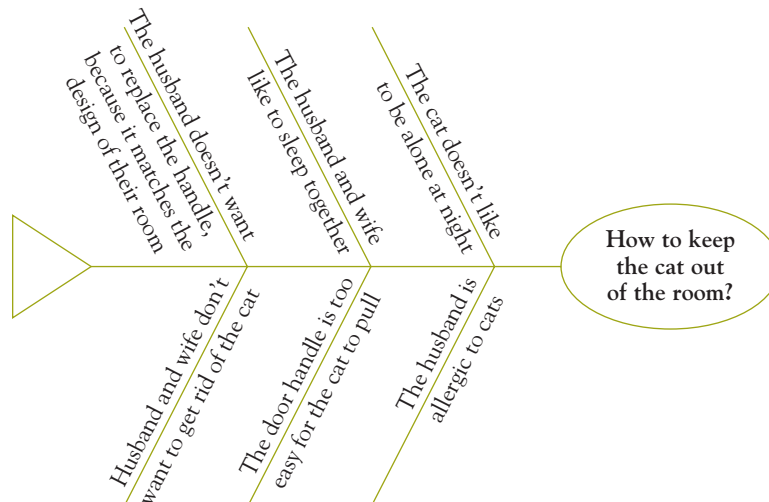 The husband doesn't want
to replace the handle,
because it matches the
design of their room
The husband and wife
like to sleep together
The cat doesn't like
to be alone at night
How to keep
the cat out
of the room?
Husband and wife don't
want to get rid of the cat
The door handle is too
easy for the cat to pull
The husband is
allergic to cats